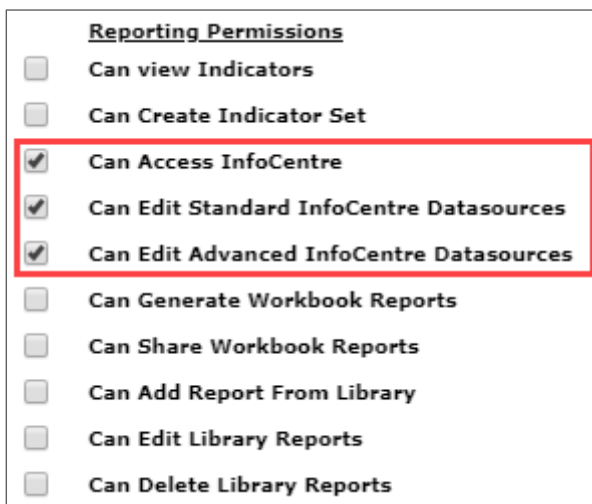 Reporting Permissions
Can view Indicators
Can Create Indicator Set
Can Access InfoCentre
Can Edit Standard InfoCentre Datasources
Can Edit Advanced InfoCentre Datasources
Can Generate Workbook Reports
Can Share Workbook Reports
Can Add Report From Library
Can Edit Library Reports
Can Delete Library Reports